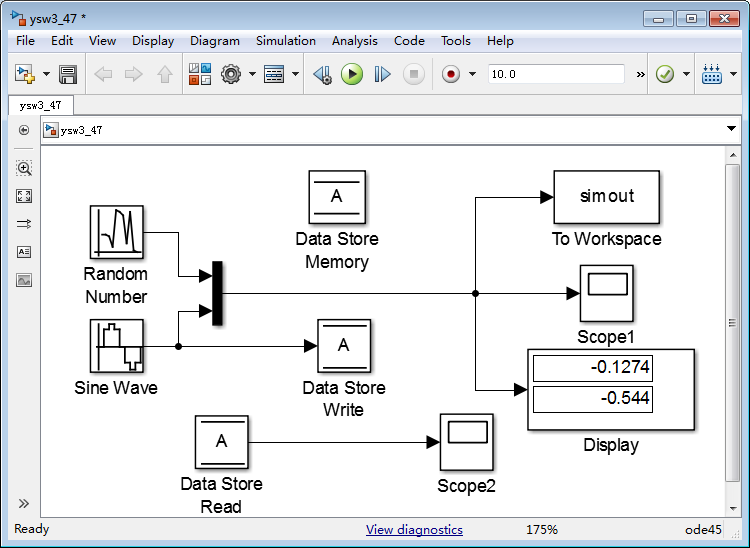 ysw3_47 *
File Edit View Display Diagram Simulation Analysis Code Tools Help
10.0 »
ysw3_47
ysw3_47
A
simout
Data Store
Memory
To Workspace
Random
Number
Scope1
A
Sine Wave
Data Store
Write
-0.1274
-0.544
Display
A
Data Store
Read
Scope2
Ready View diagnostics 175% ode45